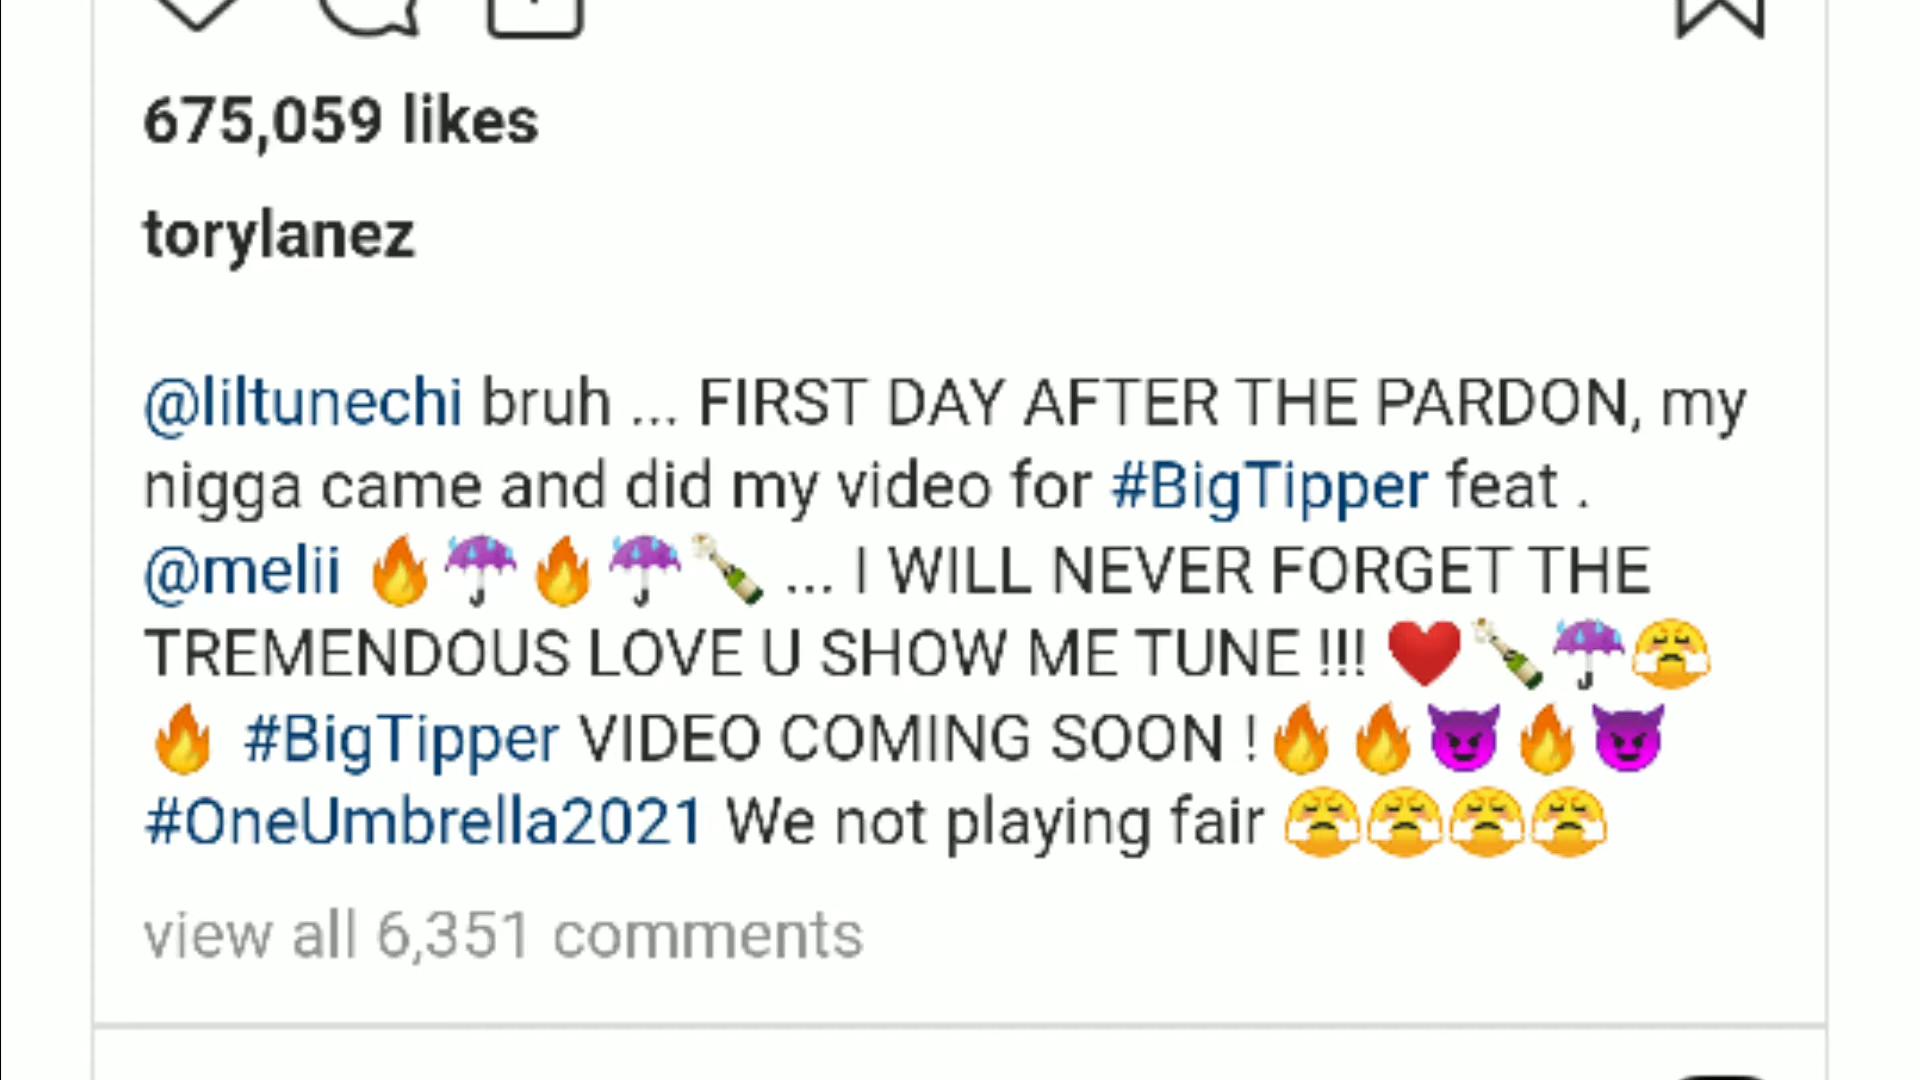 675,059 likes
torylanez
@liltunechi bruh ... FIRST DAY AFTER THE PARDON, my
nigga came and did my video for #BigTipper feat .
@melii 🔥☔🔥☔🍾 ... I WILL NEVER FORGET THE
TREMENDOUS LOVE U SHOW ME TUNE !!! ❤️🍾☔😤
🔥 #BigTipper VIDEO COMING SOON !🔥🔥😈🔥😈
#OneUmbrella2021 We not playing fair 😤😤😤😤
view all 6,351 comments